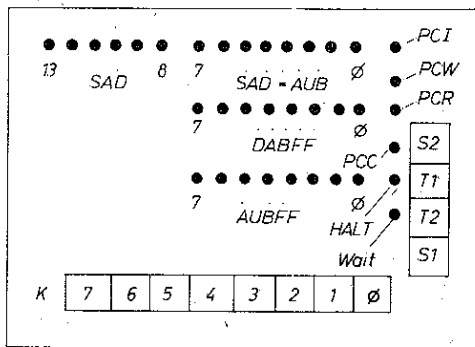 PCI
13 8 7 Ø
SAD SAD-AUB
PCW
PCR
7 Ø
DABFF
PCC S2
7 Ø
AUBFF
T1
HALT
T2
Wait
S1
K 7 6 5 4 3 2 1 Ø